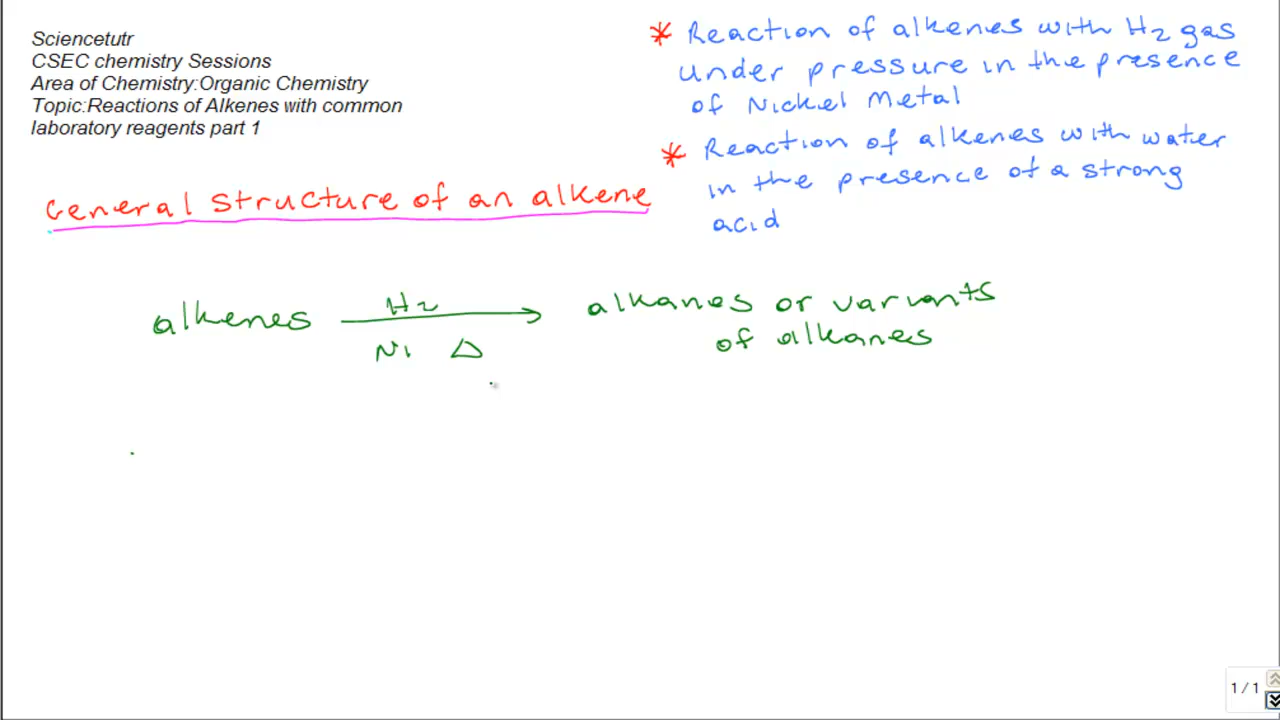 Sciencetutr
CSEC chemistry Sessions
Area of Chemistry:Organic Chemistry
Topic:Reactions of Alkenes with common
laboratory reagents part 1
* Reaction of alkenes with H2 gas
under pressure in the presence
of Nickel Metal
* Reaction of alkenes with water
in the presence of a strong
acid
General structure of an alkene
alkenes H2 alkanes or variants
Ni Δ of alkanes
1 / 1